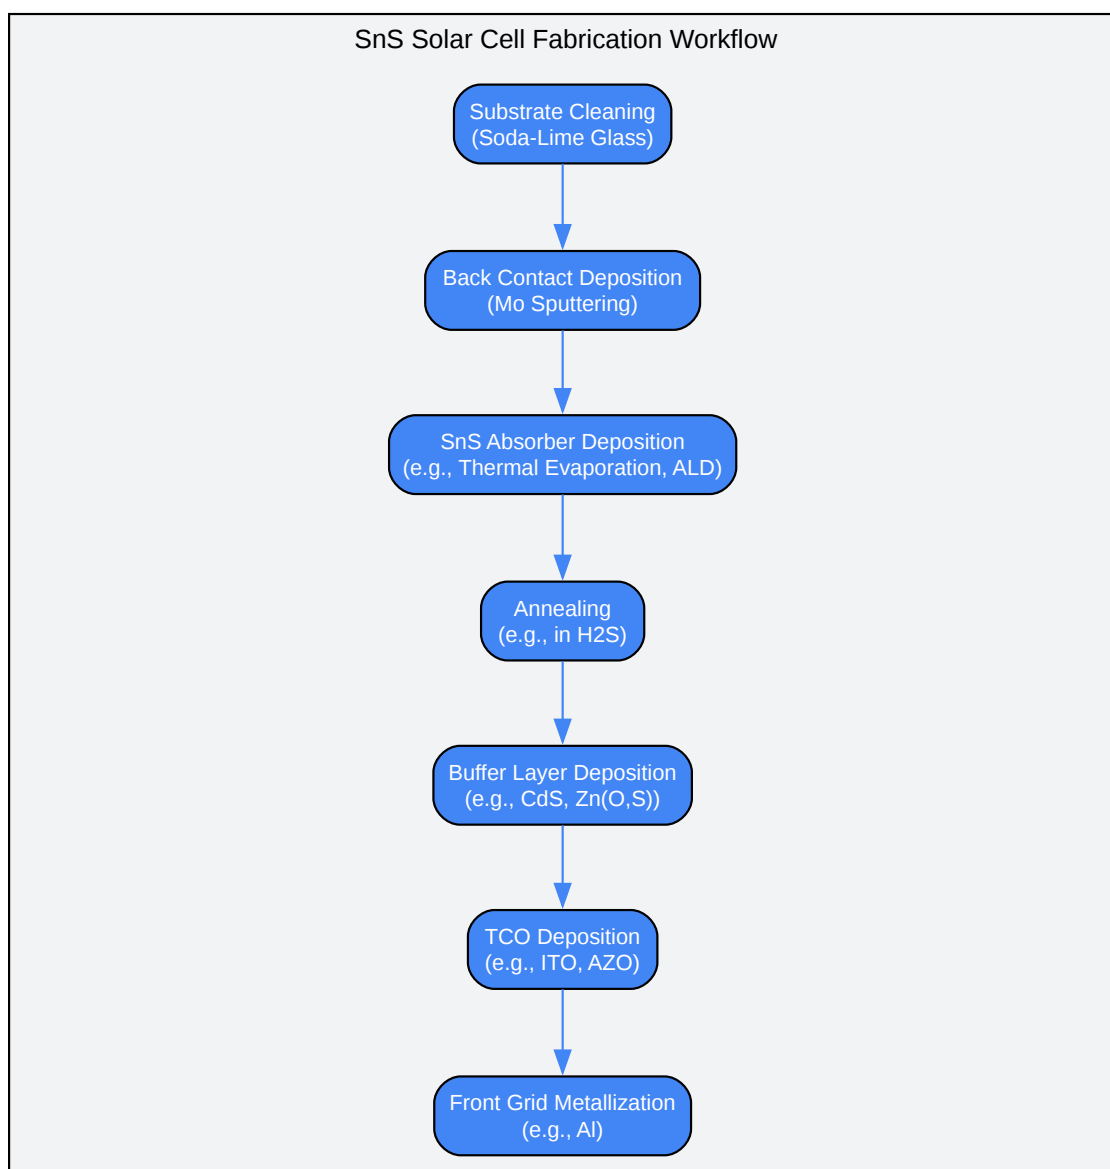 SnS Solar Cell Fabrication Workflow
Substrate Cleaning
(Soda-Lime Glass)
Back Contact Deposition
(Mo Sputtering)
SnS Absorber Deposition
(e.g., Thermal Evaporation, ALD)
Annealing
(e.g., in H2S)
Buffer Layer Deposition
(e.g., CdS, Zn(O,S))
TCO Deposition
(e.g., ITO, AZO)
Front Grid Metallization
(e.g., Al)